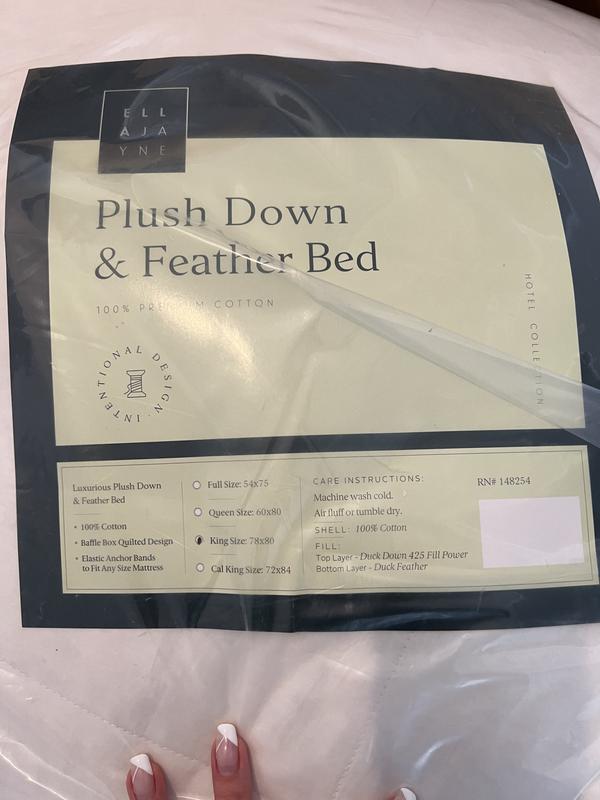 ELL
AJA
YNE
Plush Down
& Feather Bed
100% PREMIUM COTTON
INTENTIONAL DESIGN ·
HOTEL COLLECTION
Luxurious Plush Down
& Feather Bed
• 100% Cotton
• Baffle Box Quilted Design
• Elastic Anchor Bands
to Fit Any Size Mattress
Full Size: 54x75
Queen Size: 60x80
King Size: 78x80
Cal King Size: 72x84
CARE INSTRUCTIONS:
Machine wash cold.
Air fluff or tumble dry.
SHELL: 100% Cotton
FILL:
Top Layer - Duck Down 425 Fill Power
Bottom Layer - Duck Feather
RN# 148254